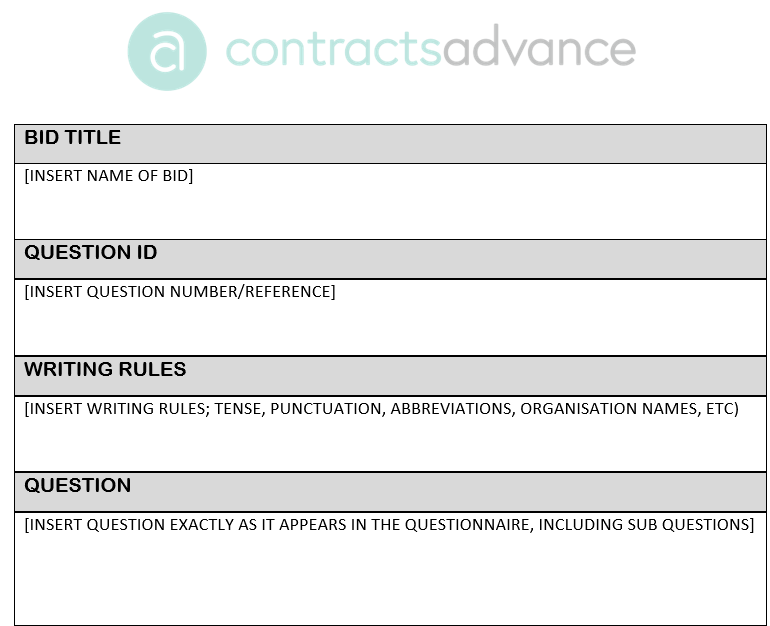 a contractsadvance
BID TITLE
[INSERT NAME OF BID]
QUESTION ID
[INSERT QUESTION NUMBER/REFERENCE]
WRITING RULES
[INSERT WRITING RULES; TENSE, PUNCTUATION, ABBREVIATIONS, ORGANISATION NAMES, ETC)
QUESTION
[INSERT QUESTION EXACTLY AS IT APPEARS IN THE QUESTIONNAIRE, INCLUDING SUB QUESTIONS]